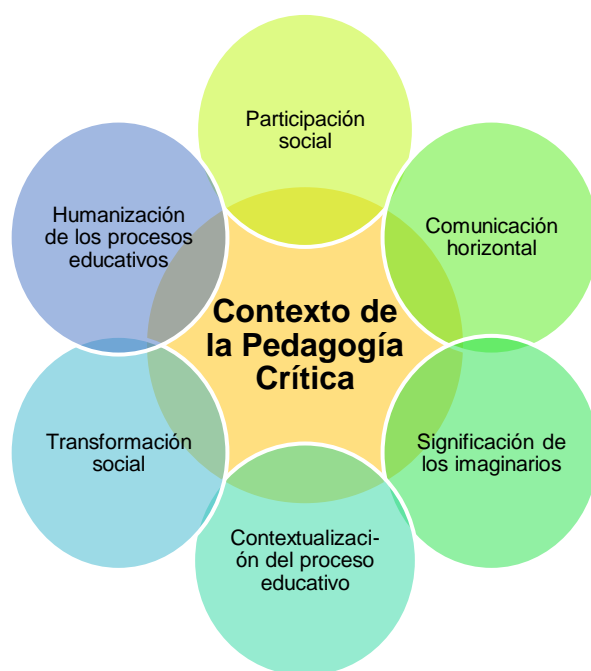 Participación
social
Comunicación
horizontal
Significación de
los imaginarios
Contextualizaci-
ón del proceso
educativo
Transformación
social
Humanización
de los procesos
educativos
Contexto de
la Pedagogía
Crítica